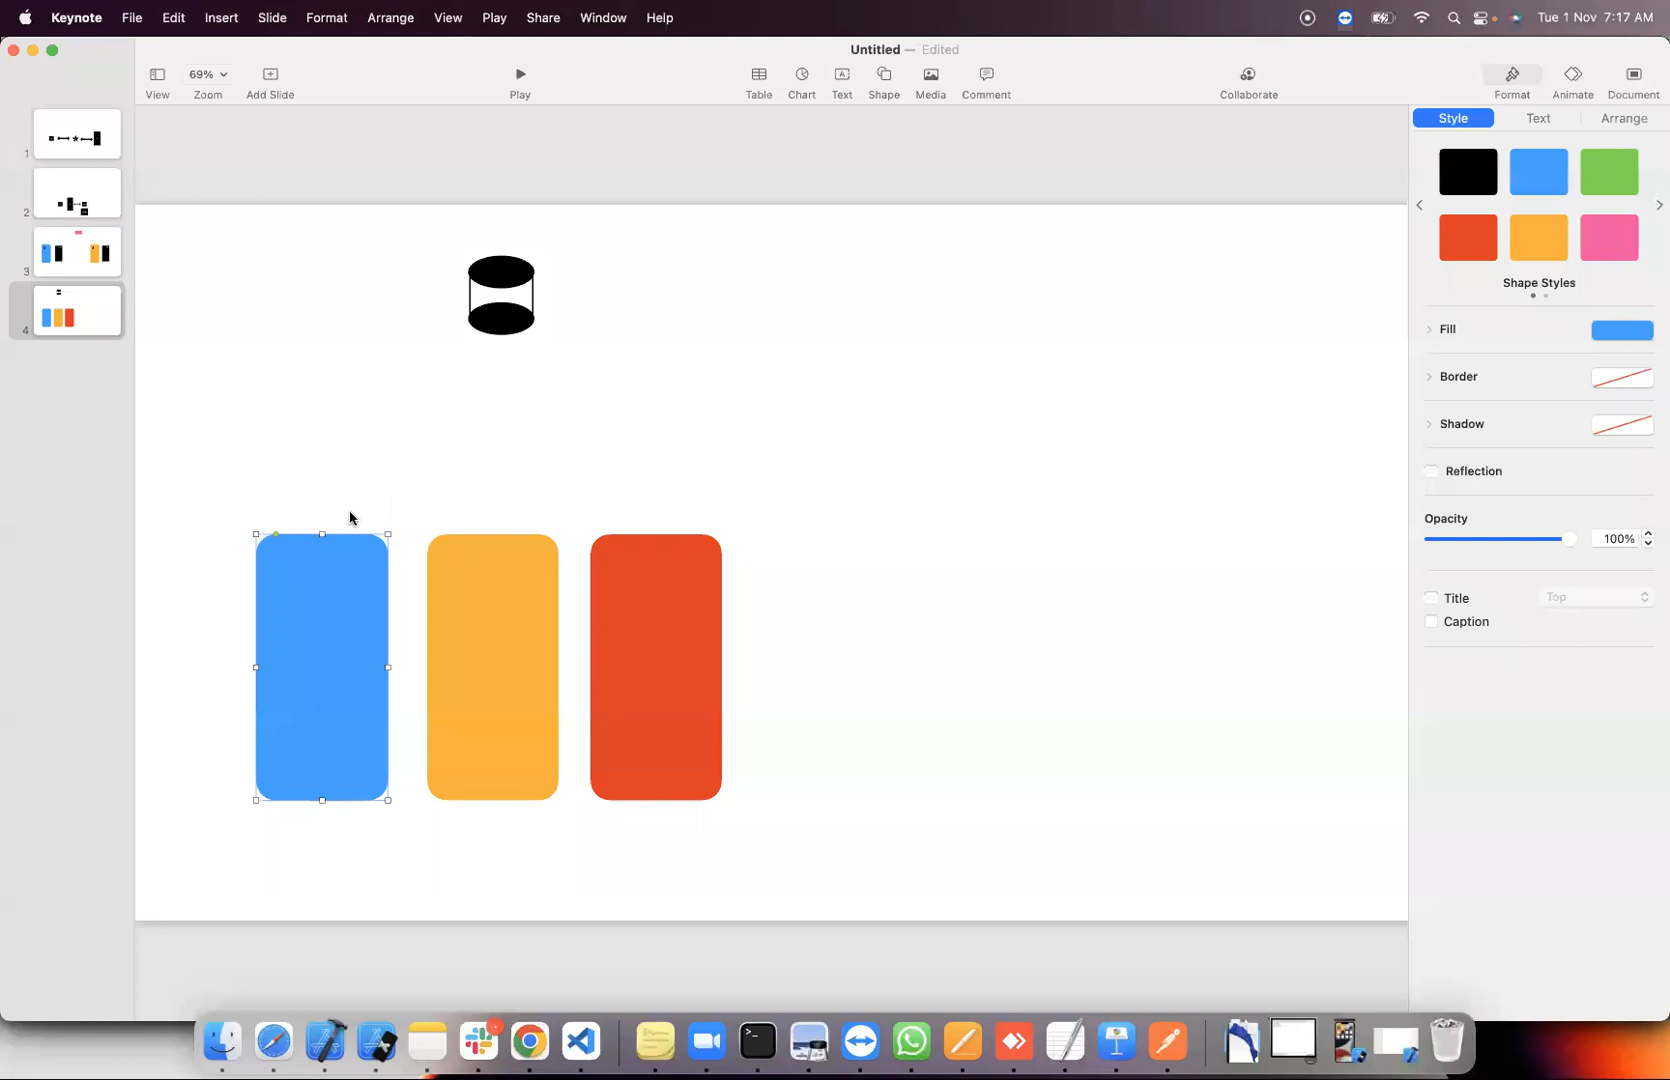 Keynote File Edit Insert Slide Format Arrange View Play Share Window Help Tue 1 Nov 7:17 AM
Untitled — Edited
69%
View Zoom Add Slide Play Table Chart Text Shape Media Comment Collaborate Format Animate Document
Style Text Arrange
1
2
3
4
Shape Styles
Fill
Border
Shadow
Reflection
Opacity
100%
Title Top
Caption